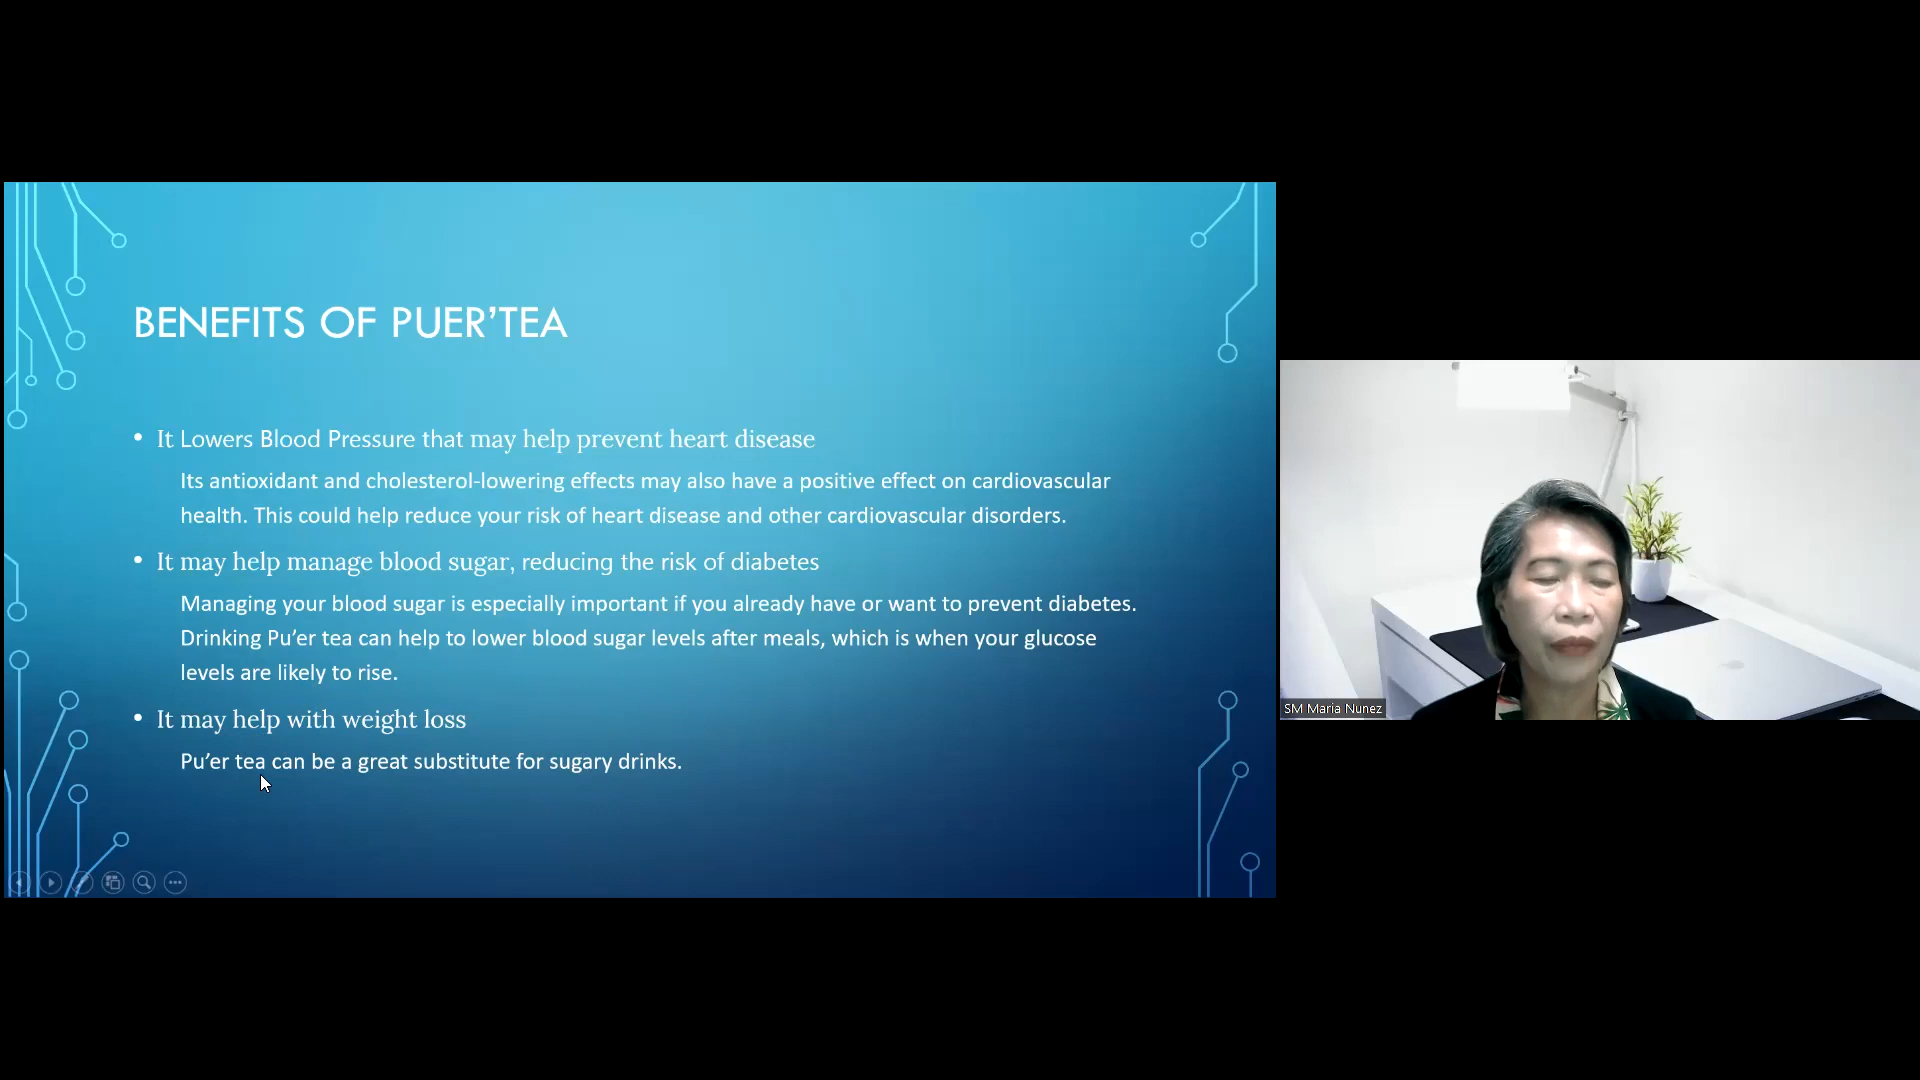 BENEFITS OF PUER’TEA
• It Lowers Blood Pressure that may help prevent heart disease
Its antioxidant and cholesterol-lowering effects may also have a positive effect on cardiovascular
health. This could help reduce your risk of heart disease and other cardiovascular disorders.
• It may help manage blood sugar, reducing the risk of diabetes
Managing your blood sugar is especially important if you already have or want to prevent diabetes.
Drinking Pu’er tea can help to lower blood sugar levels after meals, which is when your glucose
levels are likely to rise.
• It may help with weight loss
Pu’er tea can be a great substitute for sugary drinks.
SM Maria Nunez